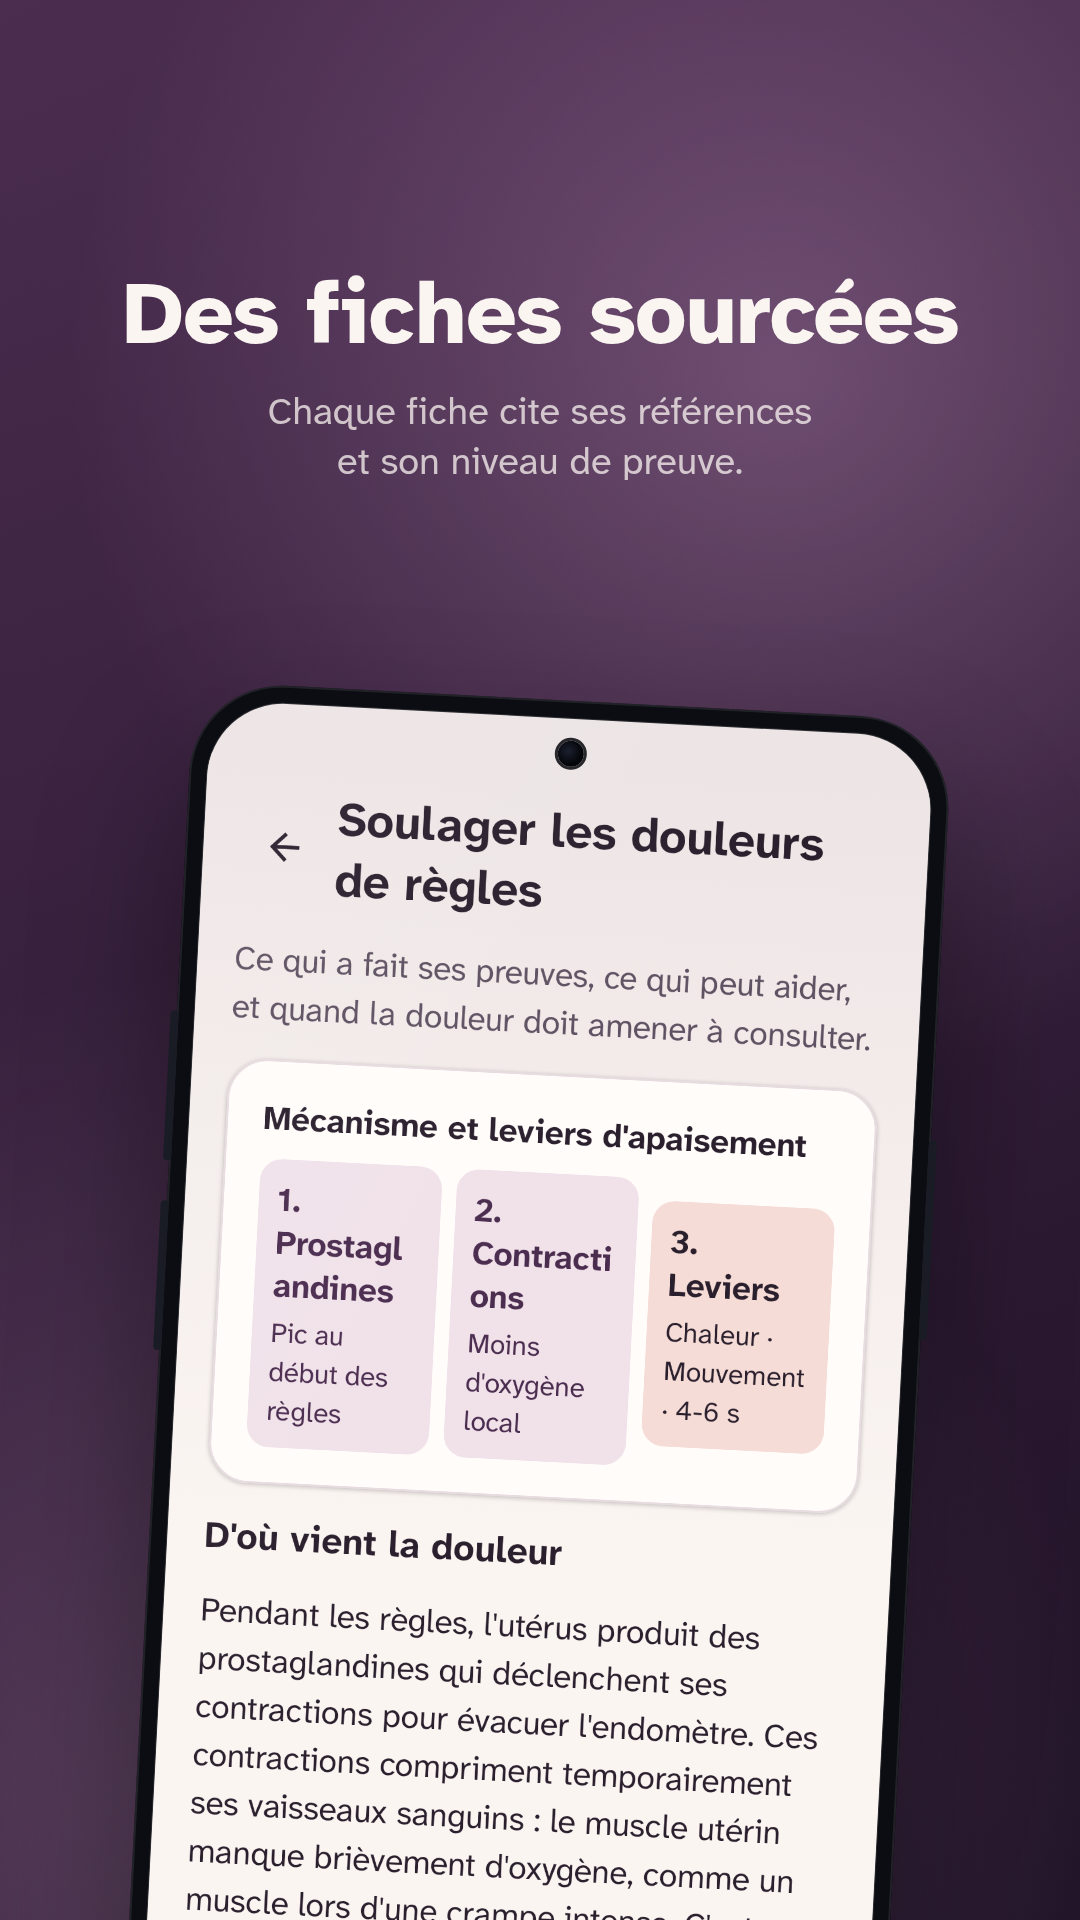 Des fiches sourcées
Chaque fiche cite ses références
et son niveau de preuve.
Soulager les douleurs
de règles
Ce qui a fait ses preuves, ce qui peut aider,
et quand la douleur doit amener à consulter.
Mécanisme et leviers d'apaisement
1.
Prostagl
andines
Pic au
début des
règles
2.
Contracti
ons
Moins
d'oxygène
local
3.
Leviers
Chaleur ·
Mouvement
· 4-6 s
D'où vient la douleur
Pendant les règles, l'utérus produit des
prostaglandines qui déclenchent ses
contractions pour évacuer l'endomètre. Ces
contractions compriment temporairement
ses vaisseaux sanguins : le muscle utérin
manque brièvement d'oxygène, comme un
muscle lors d'une crampe intense.